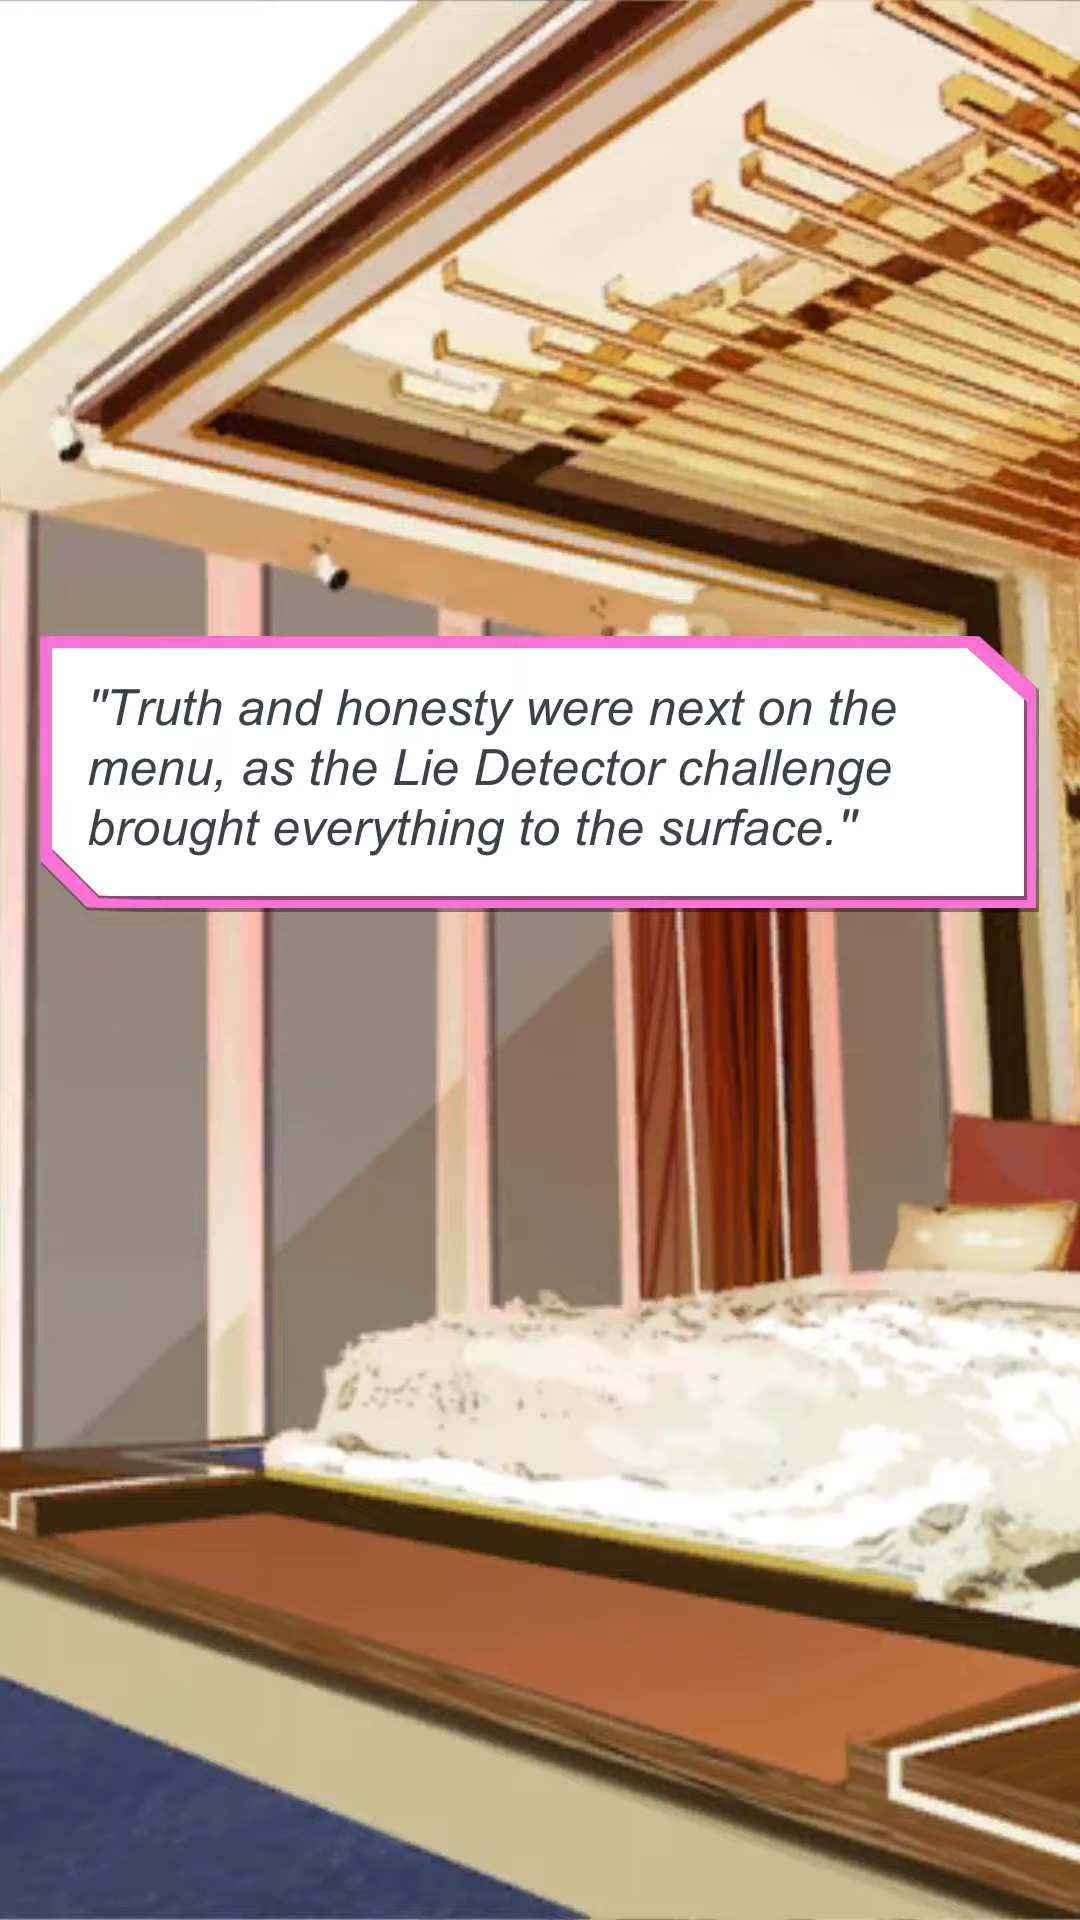 "Truth and honesty were next on the
menu, as the Lie Detector challenge
brought everything to the surface."